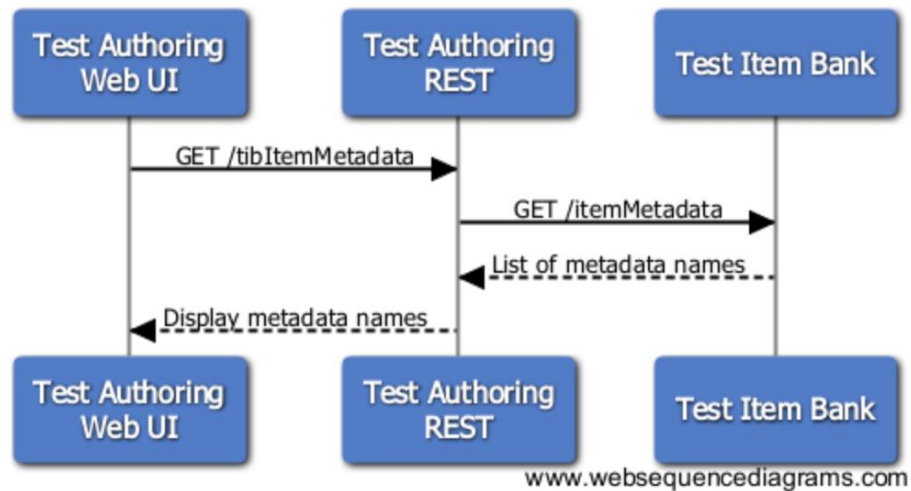 Test Authoring
Web UI
Test Authoring
REST
Test Item Bank
GET /tibItemMetadata
GET /itemMetadata
List of metadata names
Display metadata names
Test Authoring
Web UI
Test Authoring
REST
Test Item Bank
www.websequencediagrams.com